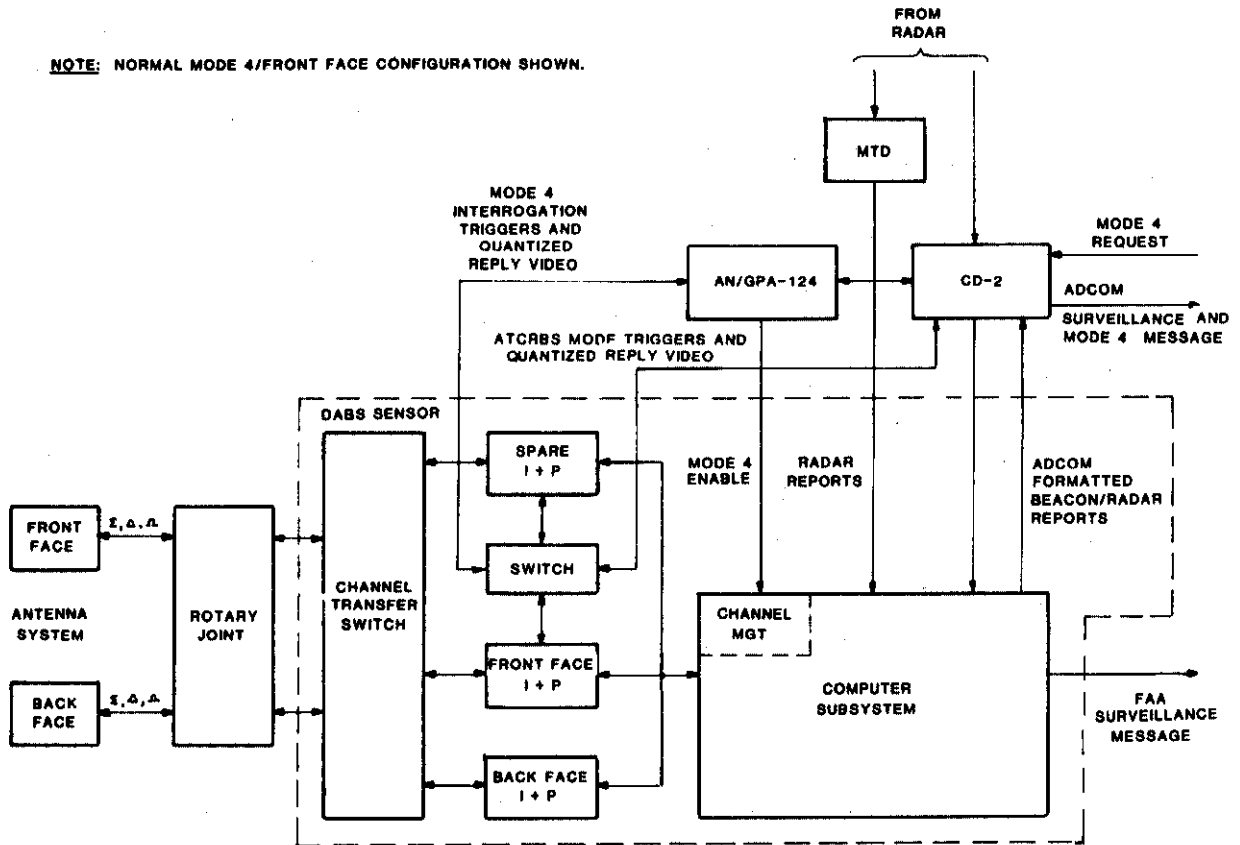 FROM
RADAR
NOTE: NORMAL MODE 4/FRONT FACE CONFIGURATION SHOWN.
MTD
MODE 4
INTERROGATION
TRIGGERS AND
QUANTIZED
REPLY VIDEO
MODE 4
REQUEST
AN/GPA-124
CD-2
ADCOM
SURVEILLANCE AND
MODE 4 MESSAGE
ATCRBS MODE TRIGGERS AND
QUANTIZED REPLY VIDEO
DABS SENSOR
SPARE
I + P
MODE 4
ENABLE
RADAR
REPORTS
ADCOM
FORMATTED
BEACON/RADAR
REPORTS
FRONT
FACE
Σ, Δ, Ω
SWITCH
ANTENNA
SYSTEM
ROTARY
JOINT
CHANNEL
TRANSFER
SWITCH
CHANNEL
MGT
FRONT FACE
I + P
COMPUTER
SUBSYSTEM
BACK
FACE
Σ, Δ, Ω
FAA
SURVEILLANCE
MESSAGE
BACK FACE
I + P